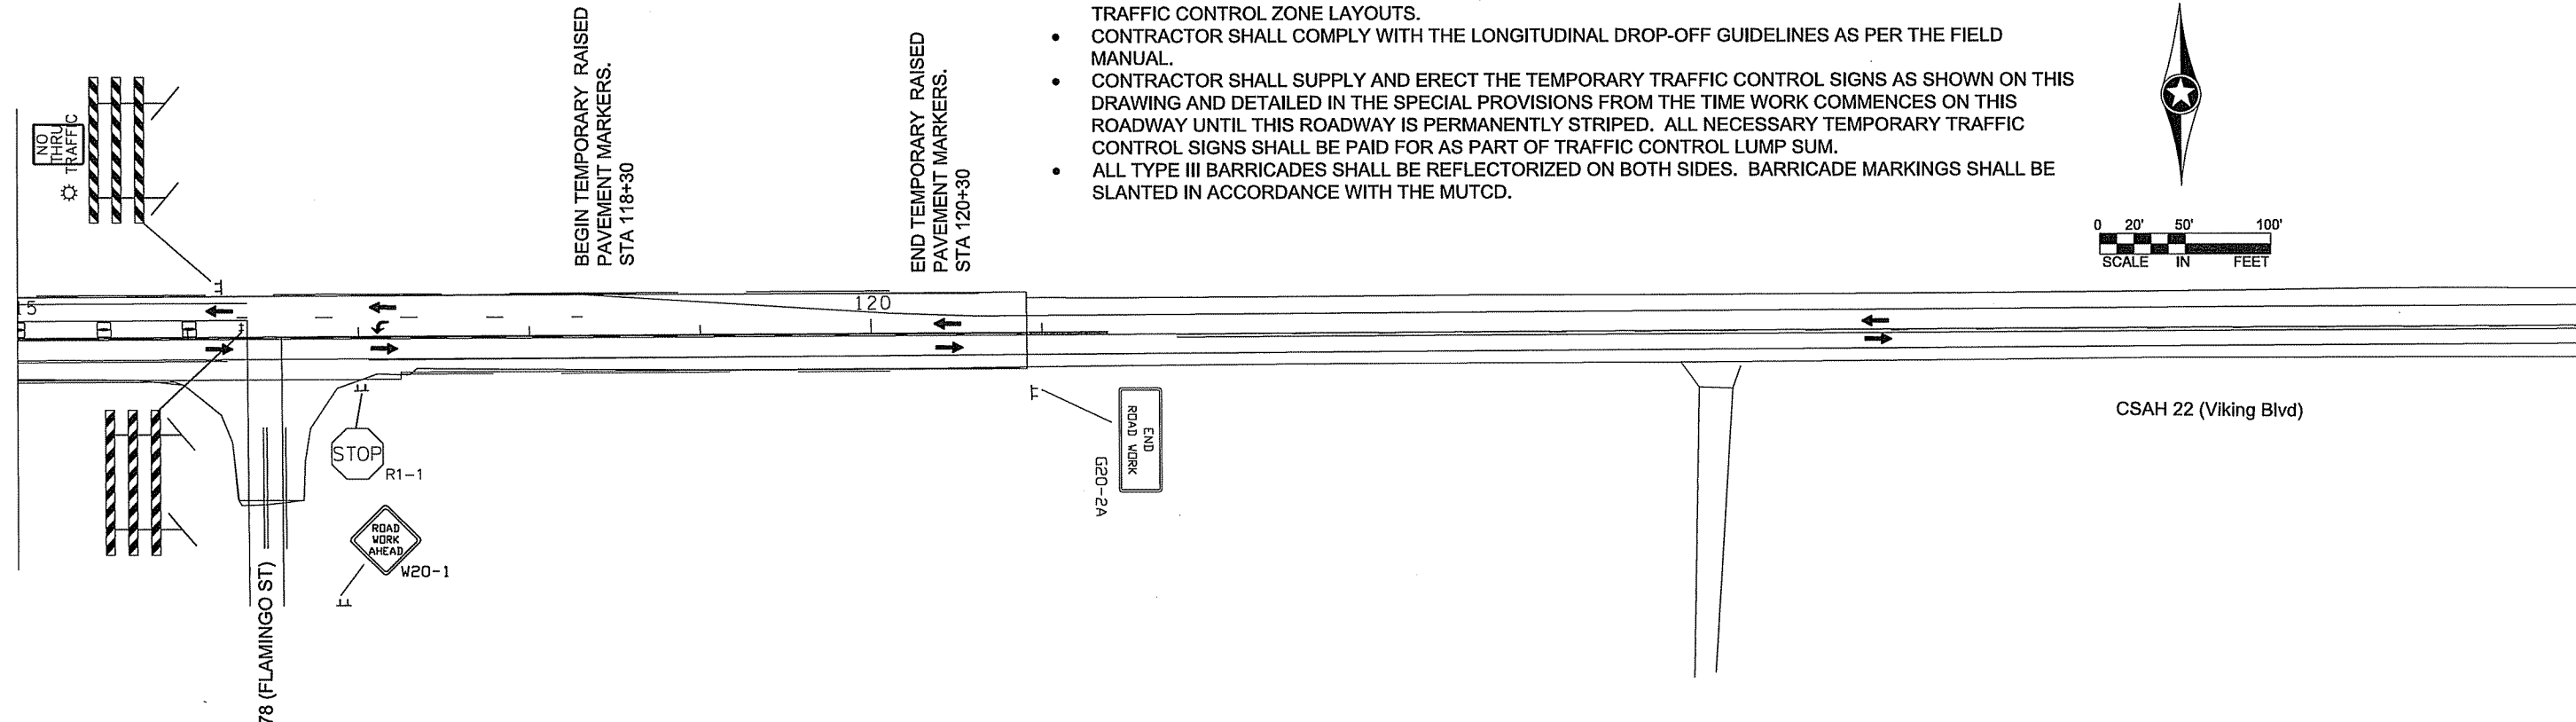 TRAFFIC CONTROL ZONE LAYOUTS.
• CONTRACTOR SHALL COMPLY WITH THE LONGITUDINAL DROP-OFF GUIDELINES AS PER THE FIELD
MANUAL.
• CONTRACTOR SHALL SUPPLY AND ERECT THE TEMPORARY TRAFFIC CONTROL SIGNS AS SHOWN ON THIS
DRAWING AND DETAILED IN THE SPECIAL PROVISIONS FROM THE TIME WORK COMMENCES ON THIS
ROADWAY UNTIL THIS ROADWAY IS PERMANENTLY STRIPED. ALL NECESSARY TEMPORARY TRAFFIC
CONTROL SIGNS SHALL BE PAID FOR AS PART OF TRAFFIC CONTROL LUMP SUM.
• ALL TYPE III BARRICADES SHALL BE REFLECTORIZED ON BOTH SIDES. BARRICADE MARKINGS SHALL BE
SLANTED IN ACCORDANCE WITH THE MUTCD.
NO
THRU
TRAFFIC
BEGIN TEMPORARY RAISED
PAVEMENT MARKERS.
STA 118+30
END TEMPORARY RAISED
PAVEMENT MARKERS.
STA 120+30
0 20' 50' 100'
SCALE IN FEET
15
120
STOP
R1-1
ROAD
WORK
AHEAD
W20-1
END
ROAD WORK
G20-2A
CSAH 22 (Viking Blvd)
78 (FLAMINGO ST)